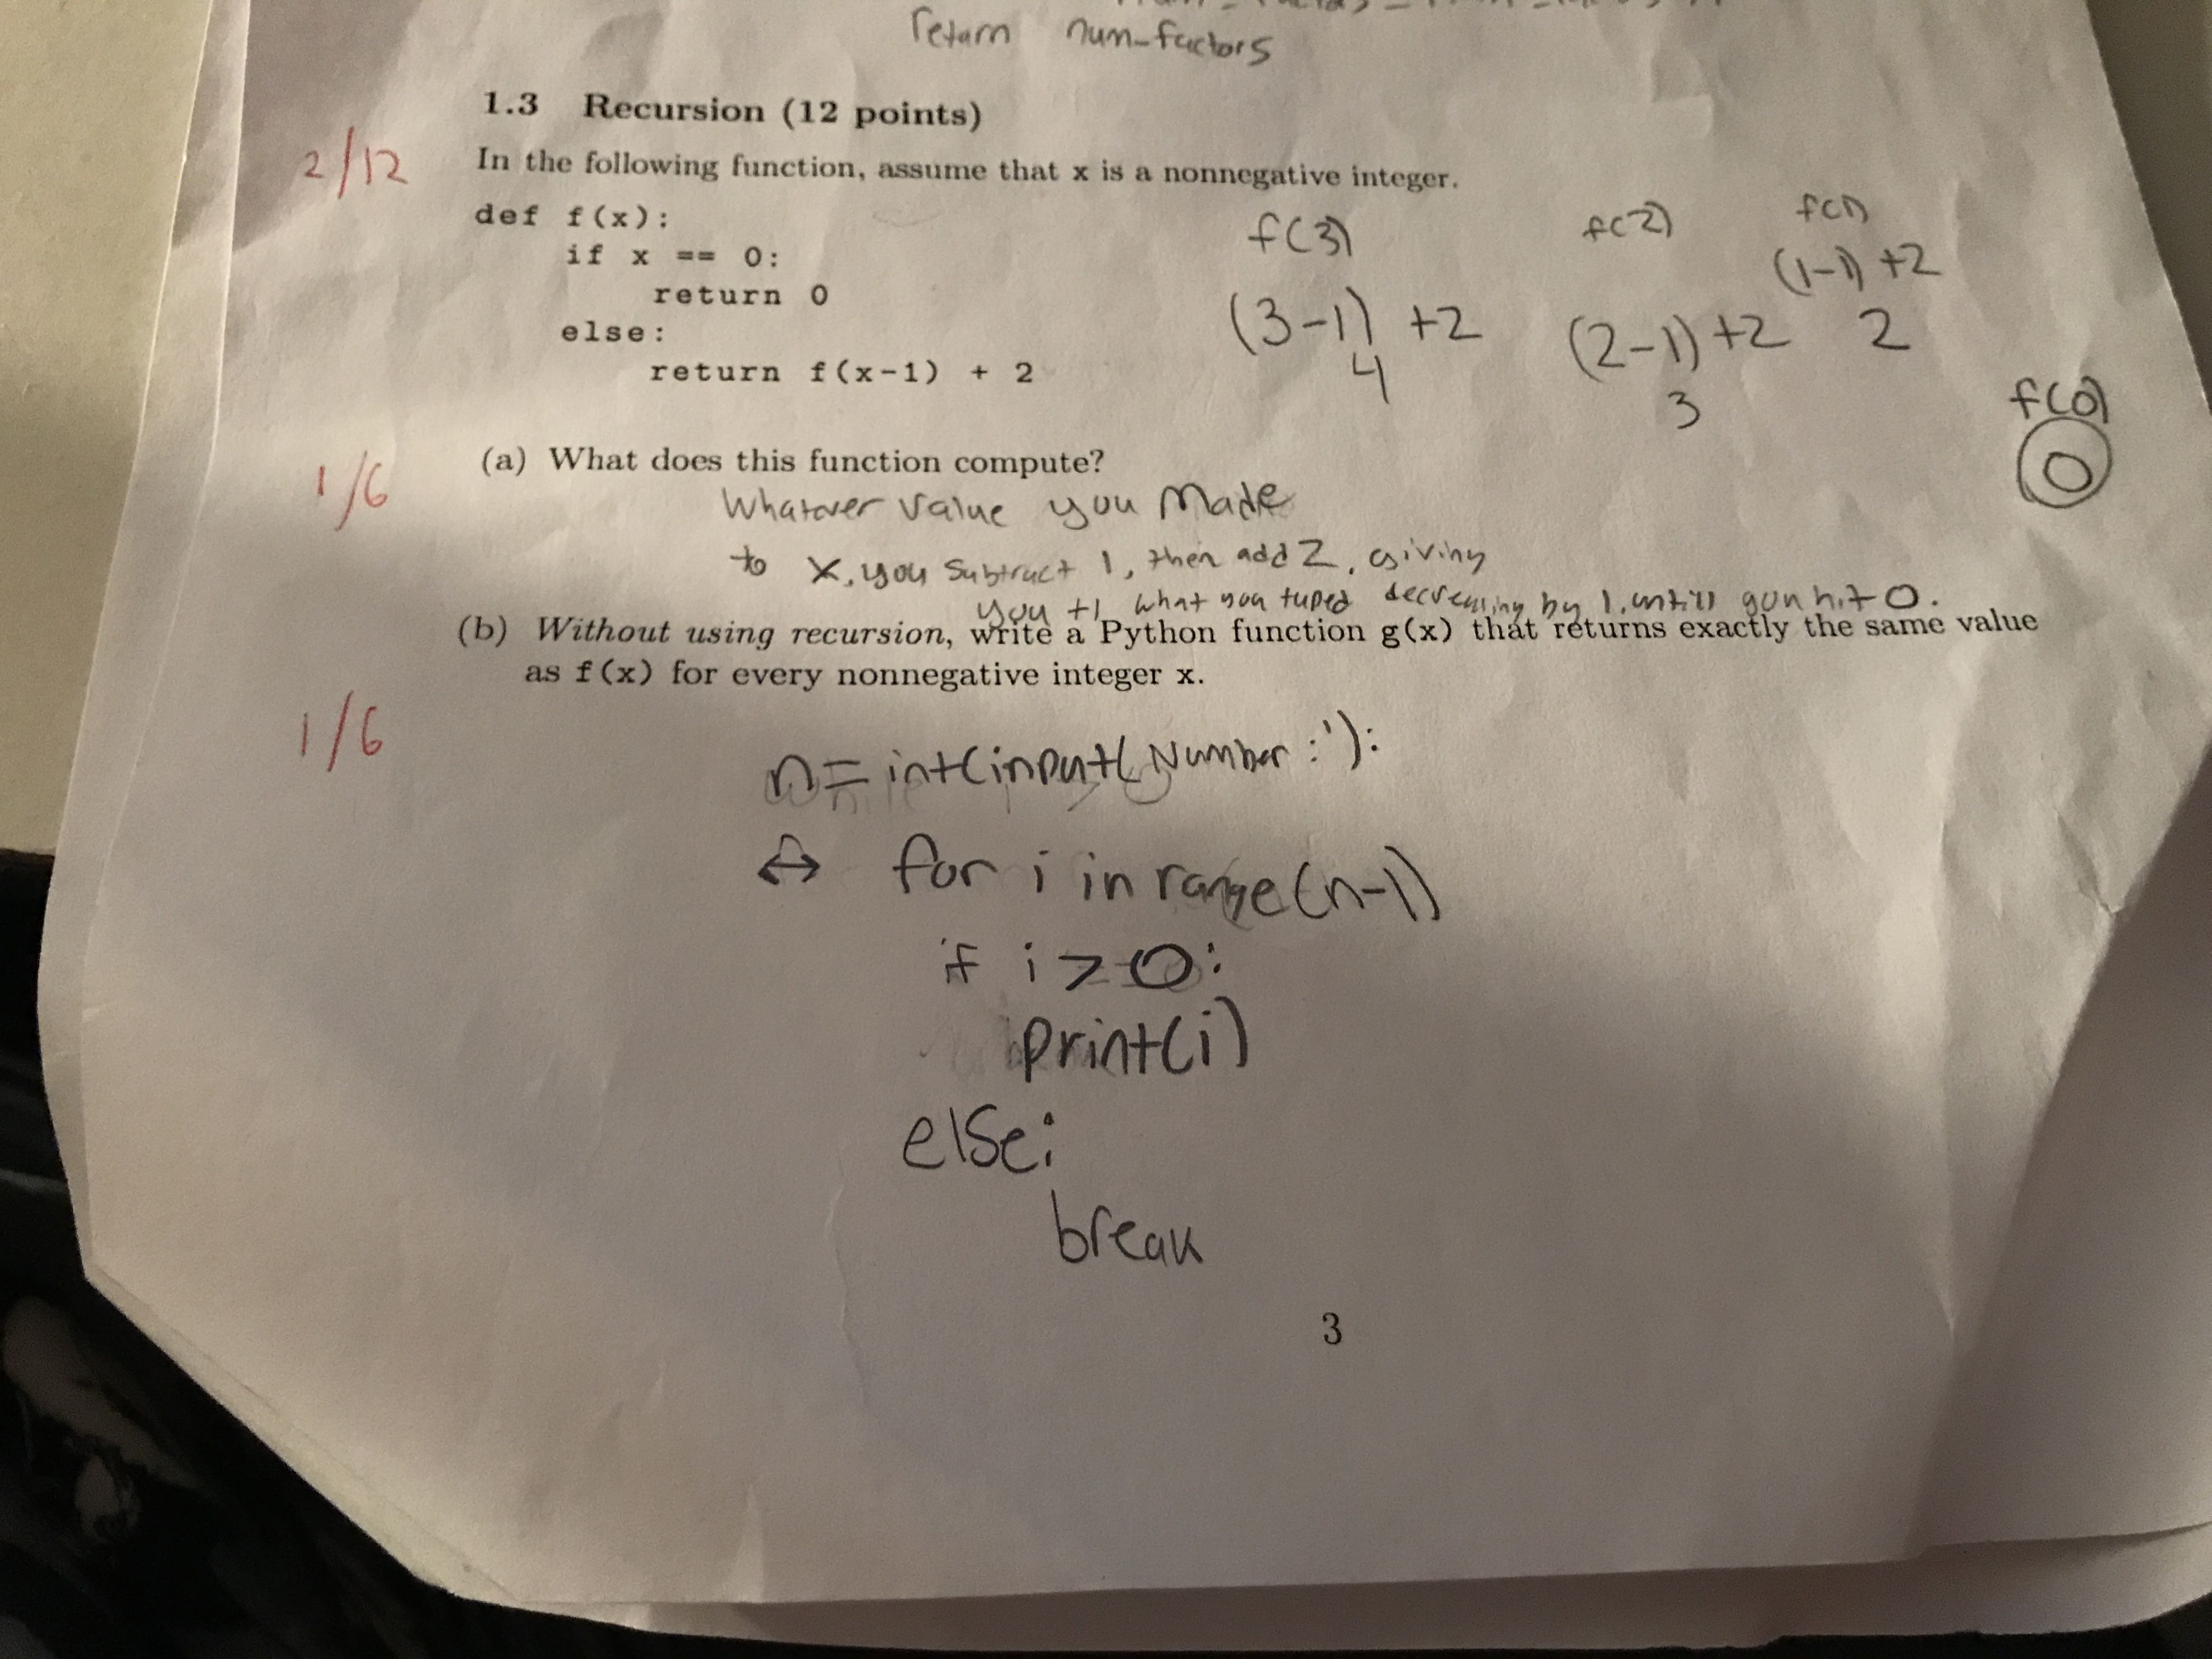 return num-factors
1.3 Recursion (12 points)
2/12
In the following function, assume that x is a nonnegative integer.
def f(x):
if x == 0:
return 0
else:
return f(x-1) + 2
f(3)
(3-1) +2
4
f(2)
(2-1) +2
3
f(1)
(1-1) +2
2
f(0)
0
1/6
(a) What does this function compute?
Whatever value you made
to x, you subtract 1, then add 2, giving
you +1 what you typed decreasing by 1, untill you hit 0.
(b) Without using recursion, write a Python function g(x) that returns exactly the same value
as f(x) for every nonnegative integer x.
1/6
n=int(input('Number:'):
for i in range(n-1)
if i > 0:
print(i)
else:
break
3